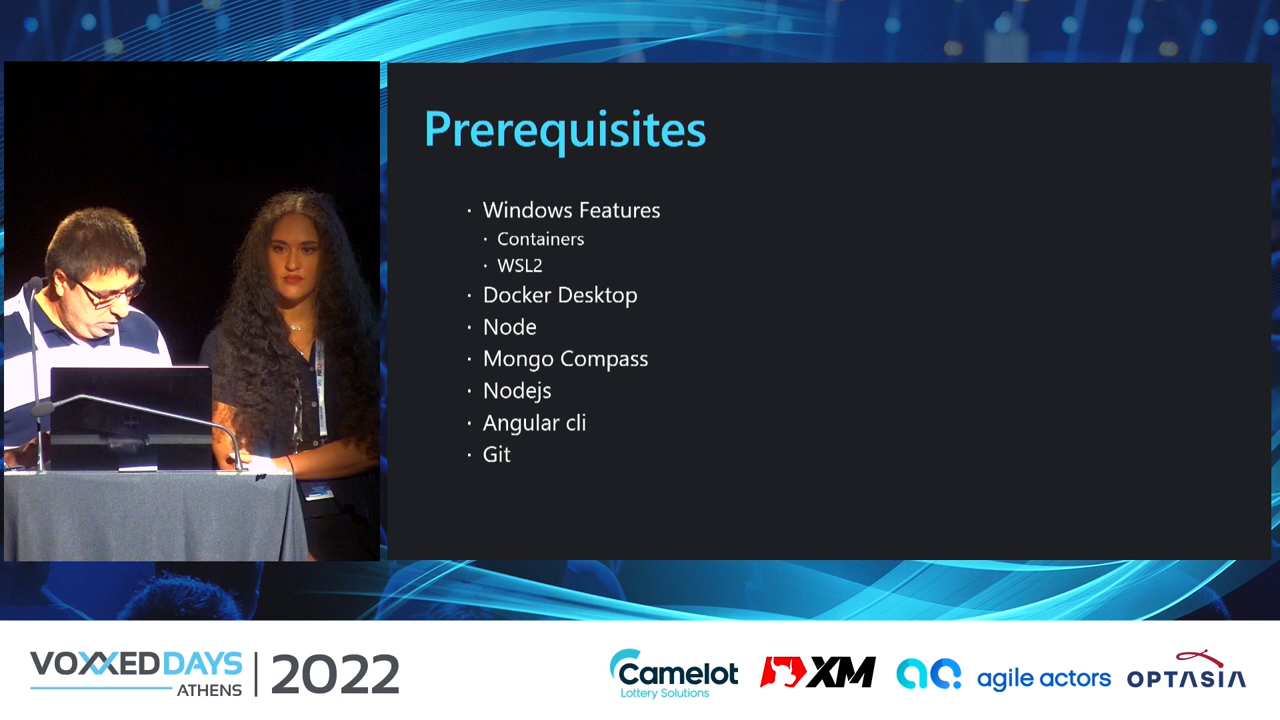 Prerequisites
· Windows Features
· Containers
· WSL2
· Docker Desktop
· Node
· Mongo Compass
· Nodejs
· Angular cli
· Git
VOXXED DAYS
ATHENS
2022
Camelot
Lottery Solutions
XM
agile actors
OPTASIA